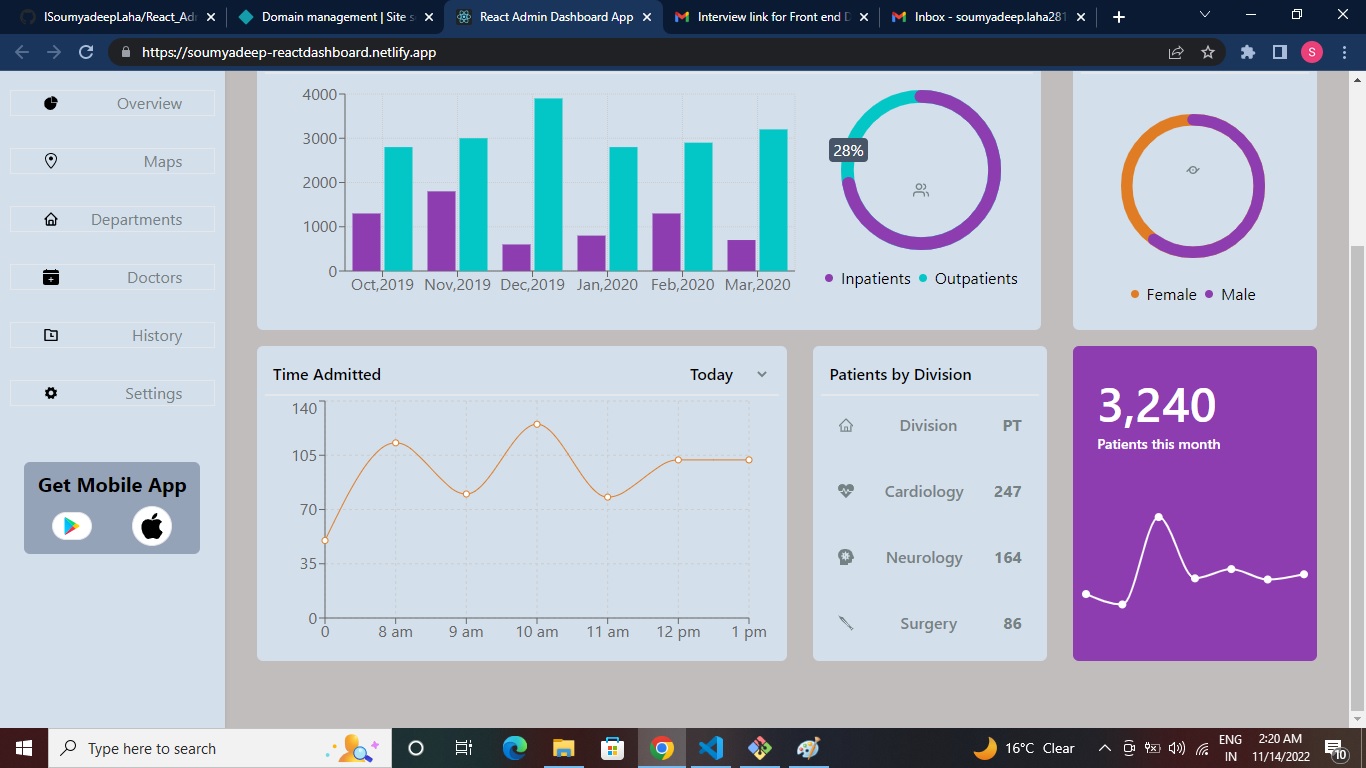 ISoumyadeepLaha/React_Ad
Domain management | Site s
React Admin Dashboard App
Interview link for Front end D
Inbox - soumyadeep.laha281
https://soumyadeep-reactdashboard.netlify.app
S
Overview
Maps
Departments
Doctors
History
Settings
Get Mobile App
4000
3000
2000
1000
0
Oct,2019 Nov,2019 Dec,2019 Jan,2020 Feb,2020 Mar,2020
28%
Inpatients Outpatients
Female Male
Time Admitted
Today
140
105
70
35
0
0 8 am 9 am 10 am 11 am 12 pm 1 pm
Patients by Division
Division PT
Cardiology 247
Neurology 164
Surgery 86
3,240
Patients this month
Type here to search
16°C Clear
ENG
IN
2:20 AM
11/14/2022
10